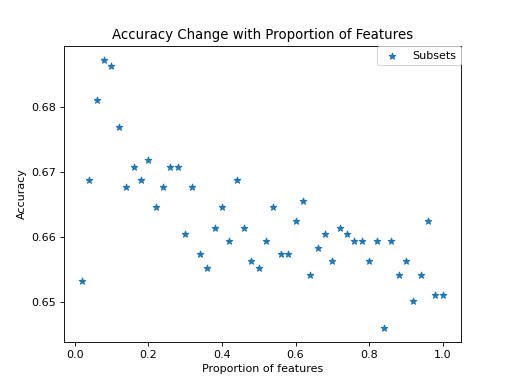 Accuracy Change with Proportion of Features
Subsets
0.68
0.67
0.66
0.65
Accuracy
0.0 0.2 0.4 0.6 0.8 1.0
Proportion of features